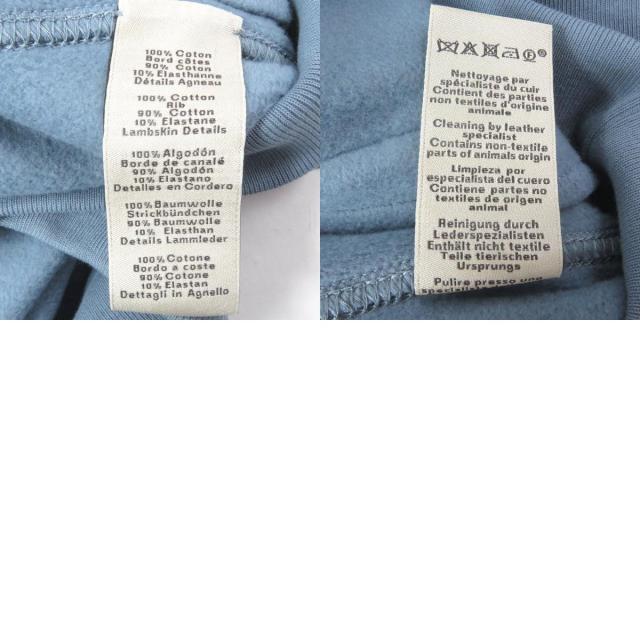 100% Coton
Bord côtes
90% Coton
10% Elasthanne
Détails Agneau
100% Cotton
Rib
90% Cotton
10% Elastane
LambsKin Details
100% Algodón
Borde de canalé
90% Algodón
10% Elastano
Detalles en Cordero
100% Baumwolle
Strickbündchen
90% Baumwolle
10% Elasthan
Details Lammleder
100% Cotone
Bordo a coste
90% Cotone
10% Elastan
Dettagli in Agnello
Nettoyage par
spécialiste du cuir
Contient des parties
non textiles d'origine
animale
Cleaning by leather
specialist
Contains non-textile
parts of animals origin
Limpieza por
especialista del cuero
Contiene partes no
textiles de origen
animal
Reinigung durch
Lederspezialisten
Enthält nicht textile
Teile tierischen
Ursprungs
Pulire presso uno